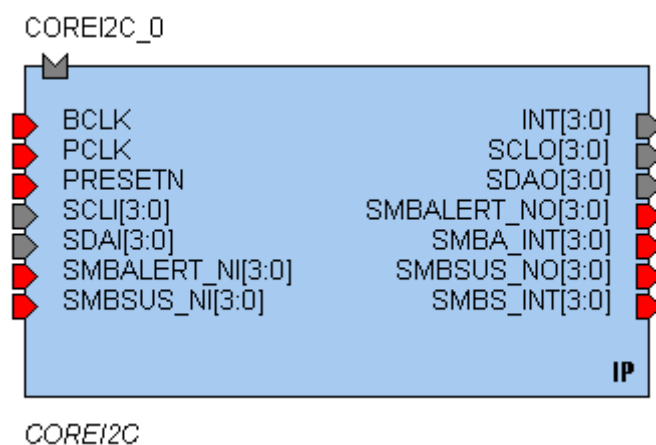 COREI2C_0
BCLK INT[3:0]
PCLK SCLO[3:0]
PRESETN SDAO[3:0]
SCLI[3:0] SMBALERT_NO[3:0]
SDAI[3:0] SMBA_INT[3:0]
SMBALERT_NI[3:0] SMBSUS_NO[3:0]
SMBSUS_NI[3:0] SMBS_INT[3:0]
IP
COREI2C